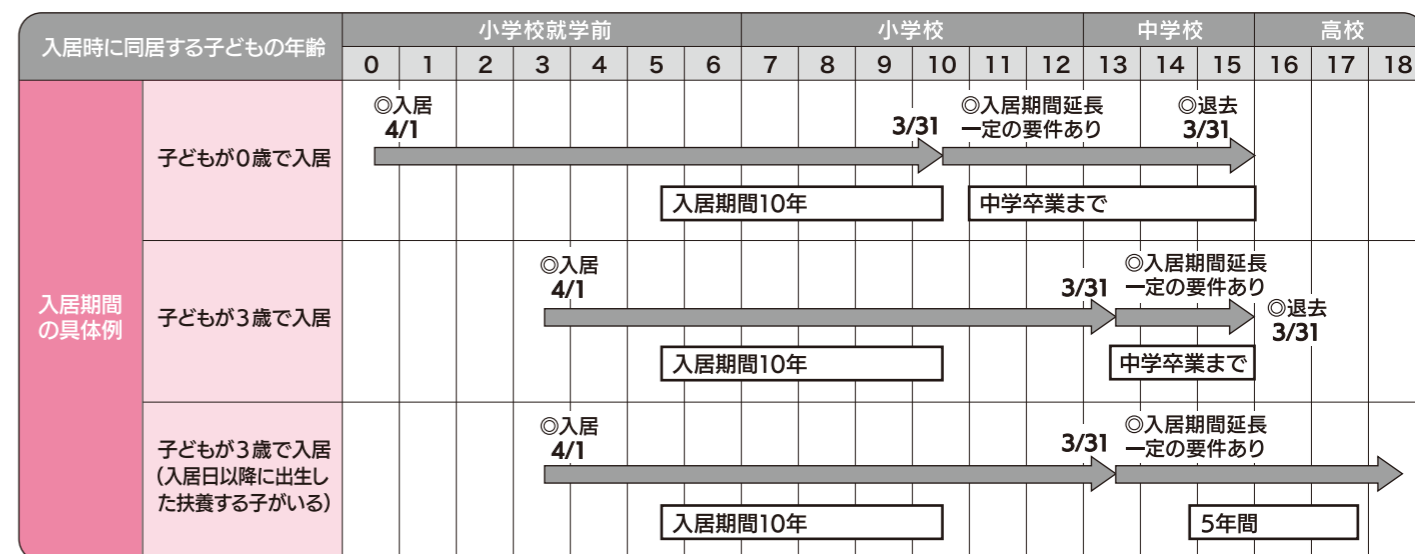 入居時に同居する子どもの年齢
小学校就学前 小学校 中学校 高校
0 1 2 3 4 5 6 7 8 9 10 11 12 13 14 15 16 17 18
入居期間
の具体例
子どもが0歳で入居
◎入居
4/1
3/31
◎入居期間延長
一定の要件あり
◎退去
3/31
入居期間10年
中学卒業まで
子どもが3歳で入居
◎入居
4/1
3/31
◎入居期間延長
一定の要件あり
◎退去
3/31
入居期間10年
中学卒業まで
子どもが3歳で入居
(入居日以降に出生し
た扶養する子がいる)
◎入居
4/1
3/31
◎入居期間延長
一定の要件あり
入居期間10年
5年間